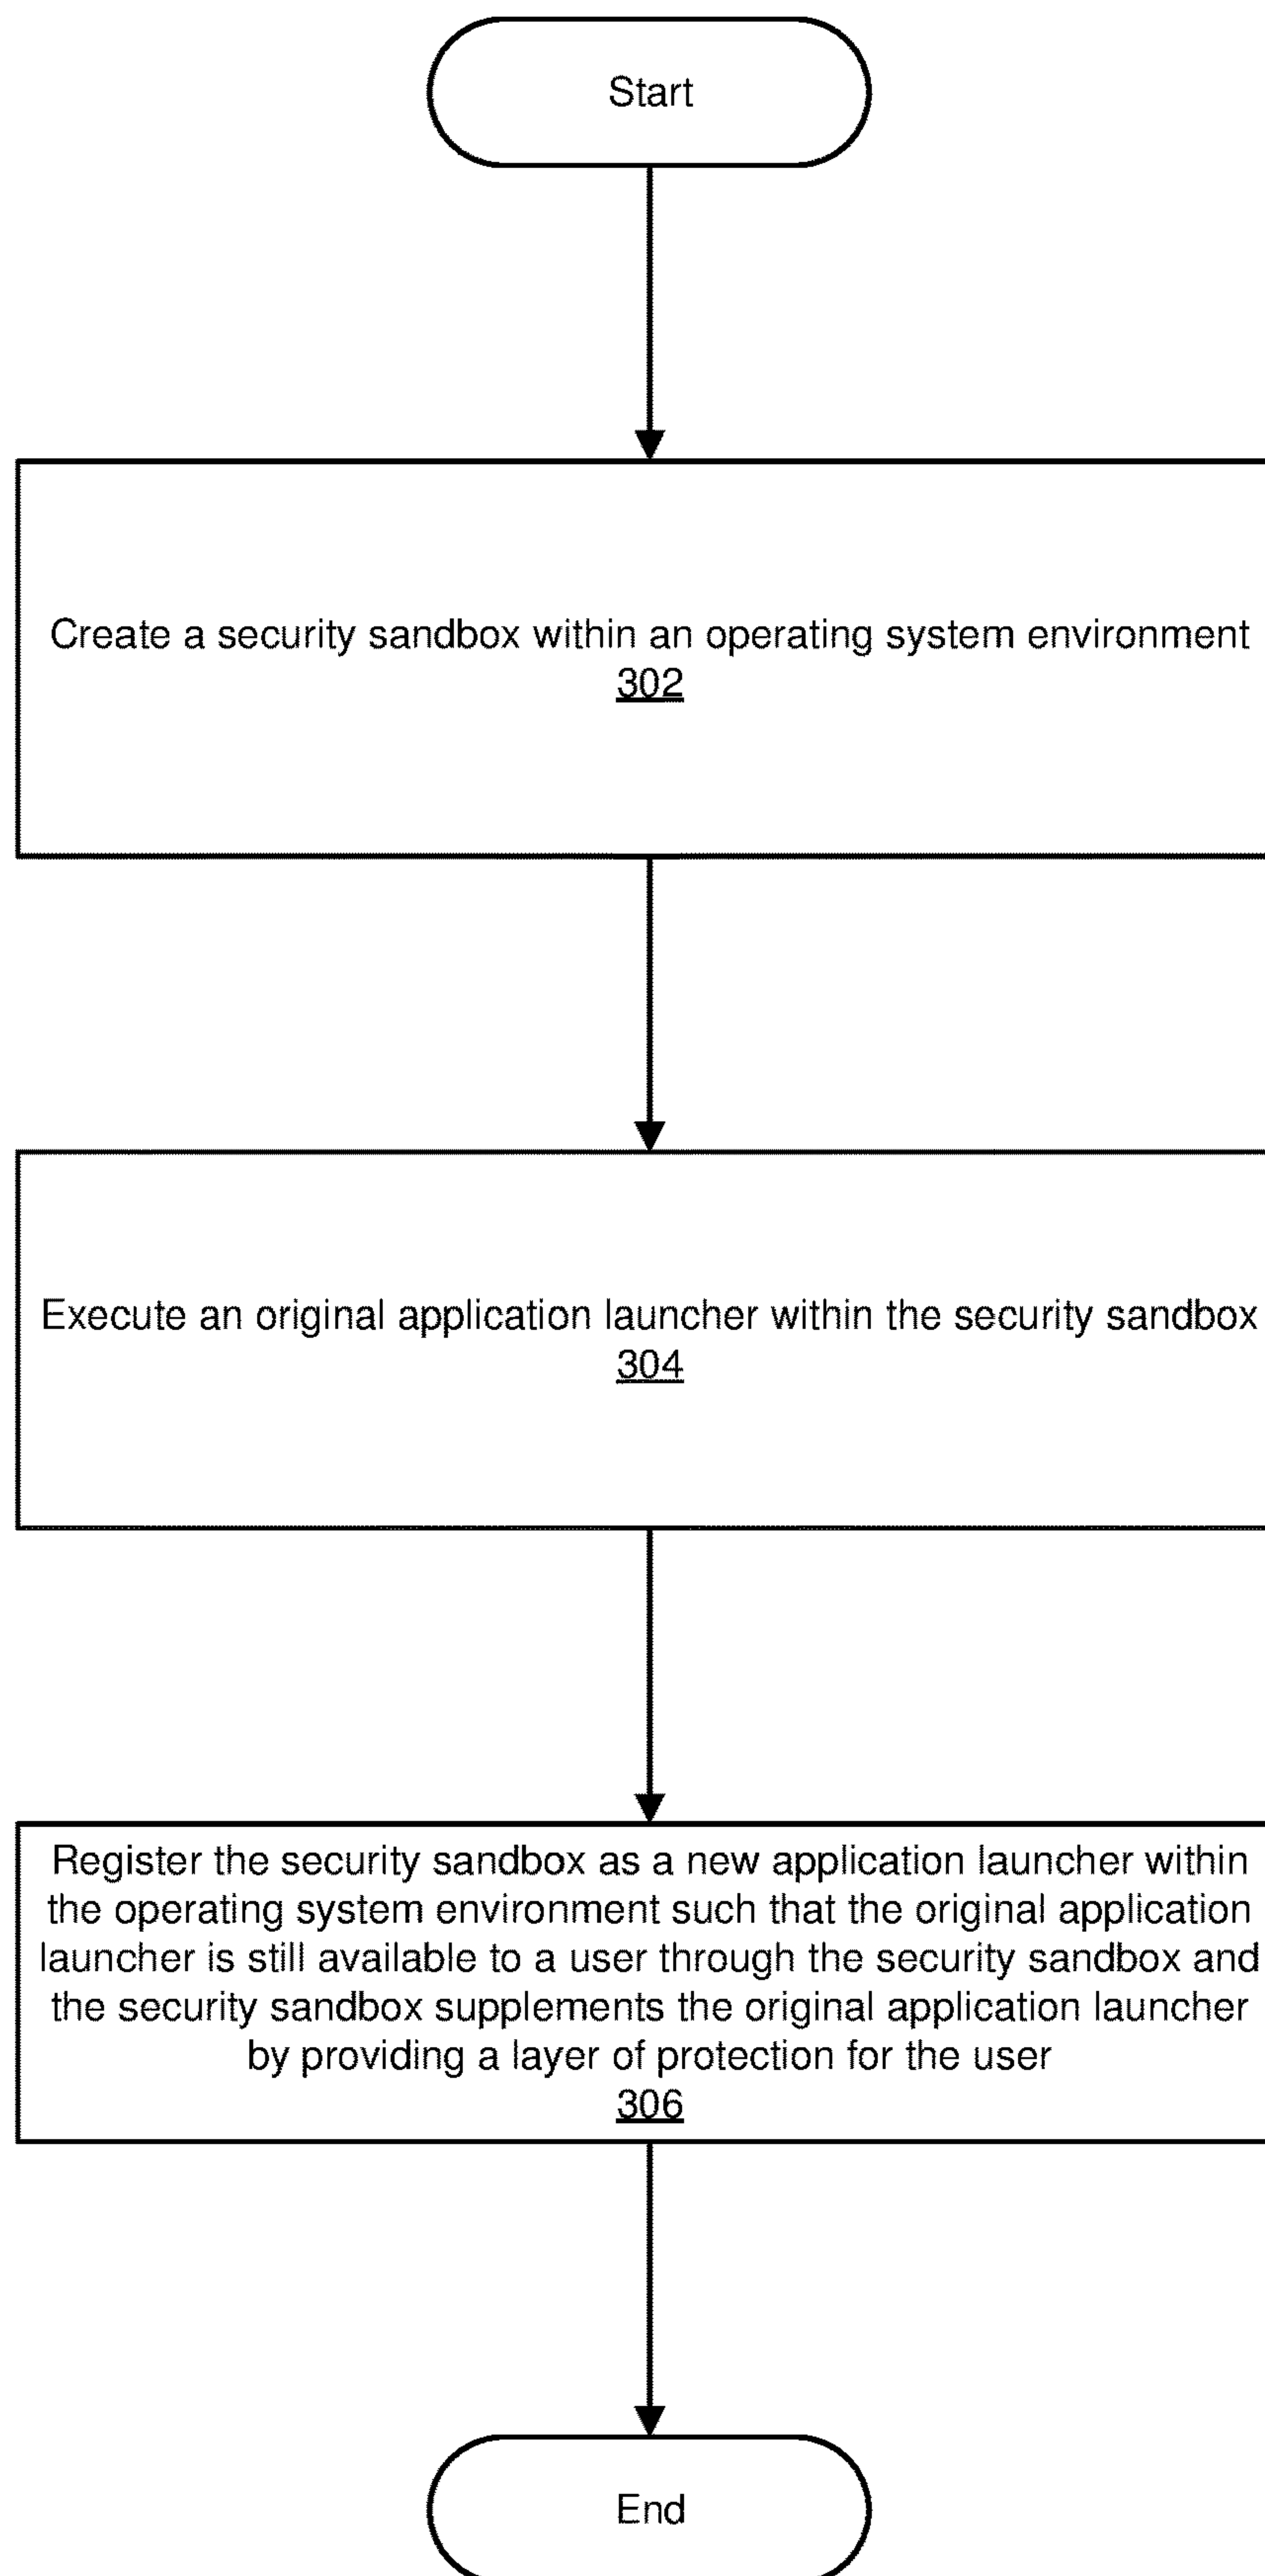 Start
Create a security sandbox within an operating system environment
302
Execute an original application launcher within the security sandbox
304
Register the security sandbox as a new application launcher within
the operating system environment such that the original application
launcher is still available to a user through the security sandbox and
the security sandbox supplements the original application launcher
by providing a layer of protection for the user
306
End